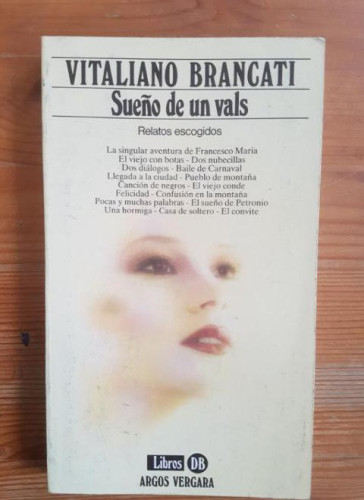 VITALIANO BRANCATI
Sueño de un vals
Relatos escogidos
La singular aventura de Francesco Maria
El viejo con botas - Dos nubecillas
Dos diálogos - Baile de Carnaval
Llegada a la ciudad - Pueblo de montaña
Canción de negros - El viejo conde
Felicidad - Confusión en la montaña
Pocas y muchas palabras - El sueño de Petronio
Una hormiga - Casa de soltero - El convite
Libros DB
ARGOS VERGARA